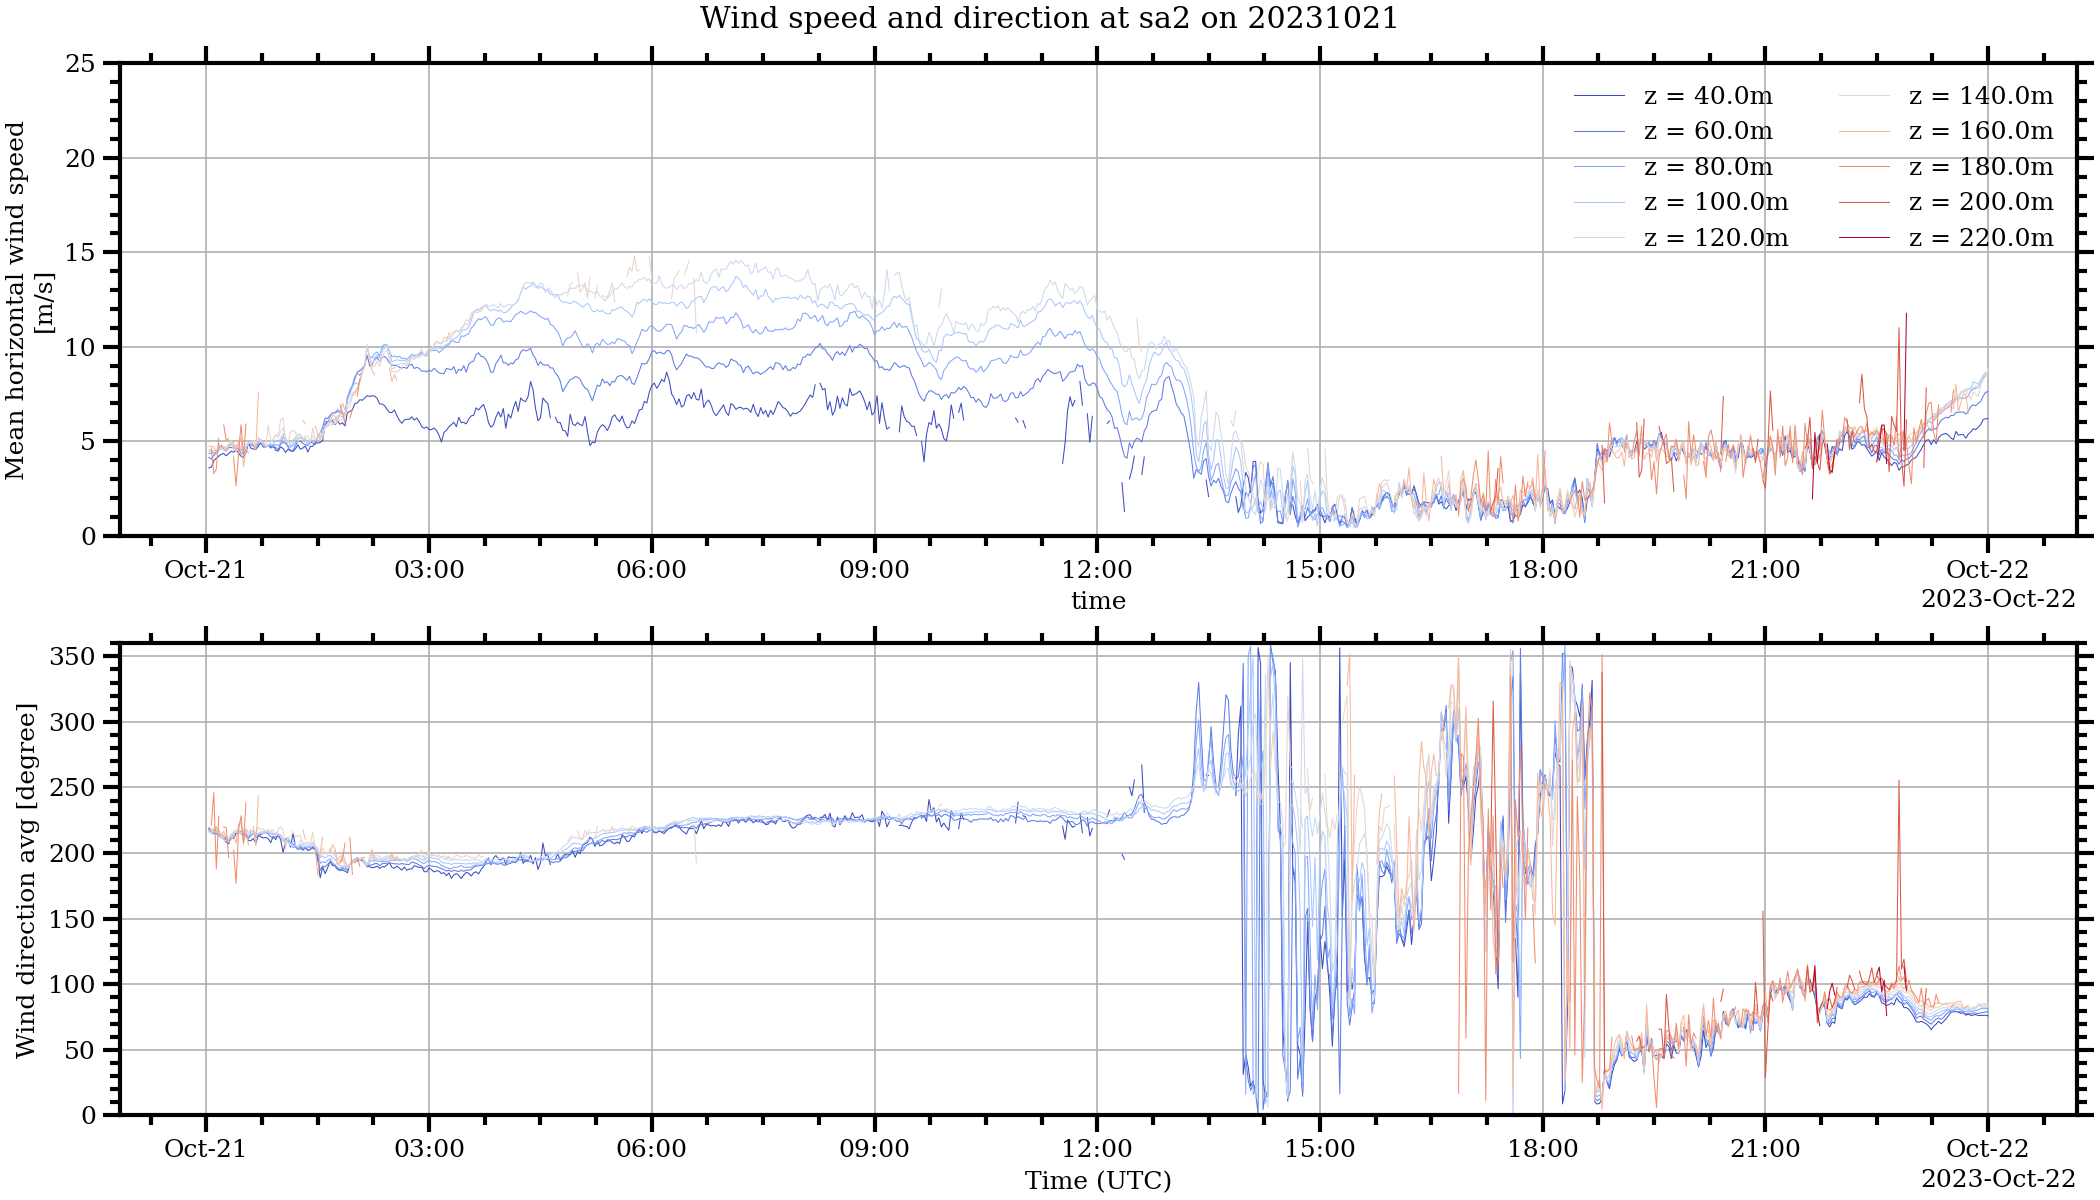 Wind speed and direction at sa2 on 20231021
Mean horizontal wind speed
[m/s]
25
20
15
10
5
0
z = 40.0m
z = 60.0m
z = 80.0m
z = 100.0m
z = 120.0m
z = 140.0m
z = 160.0m
z = 180.0m
z = 200.0m
z = 220.0m
Oct-21 03:00 06:00 09:00 12:00 15:00 18:00 21:00 Oct-22
time
2023-Oct-22
Wind direction avg [degree]
350
300
250
200
150
100
50
0
Oct-21 03:00 06:00 09:00 12:00 15:00 18:00 21:00 Oct-22
Time (UTC)
2023-Oct-22